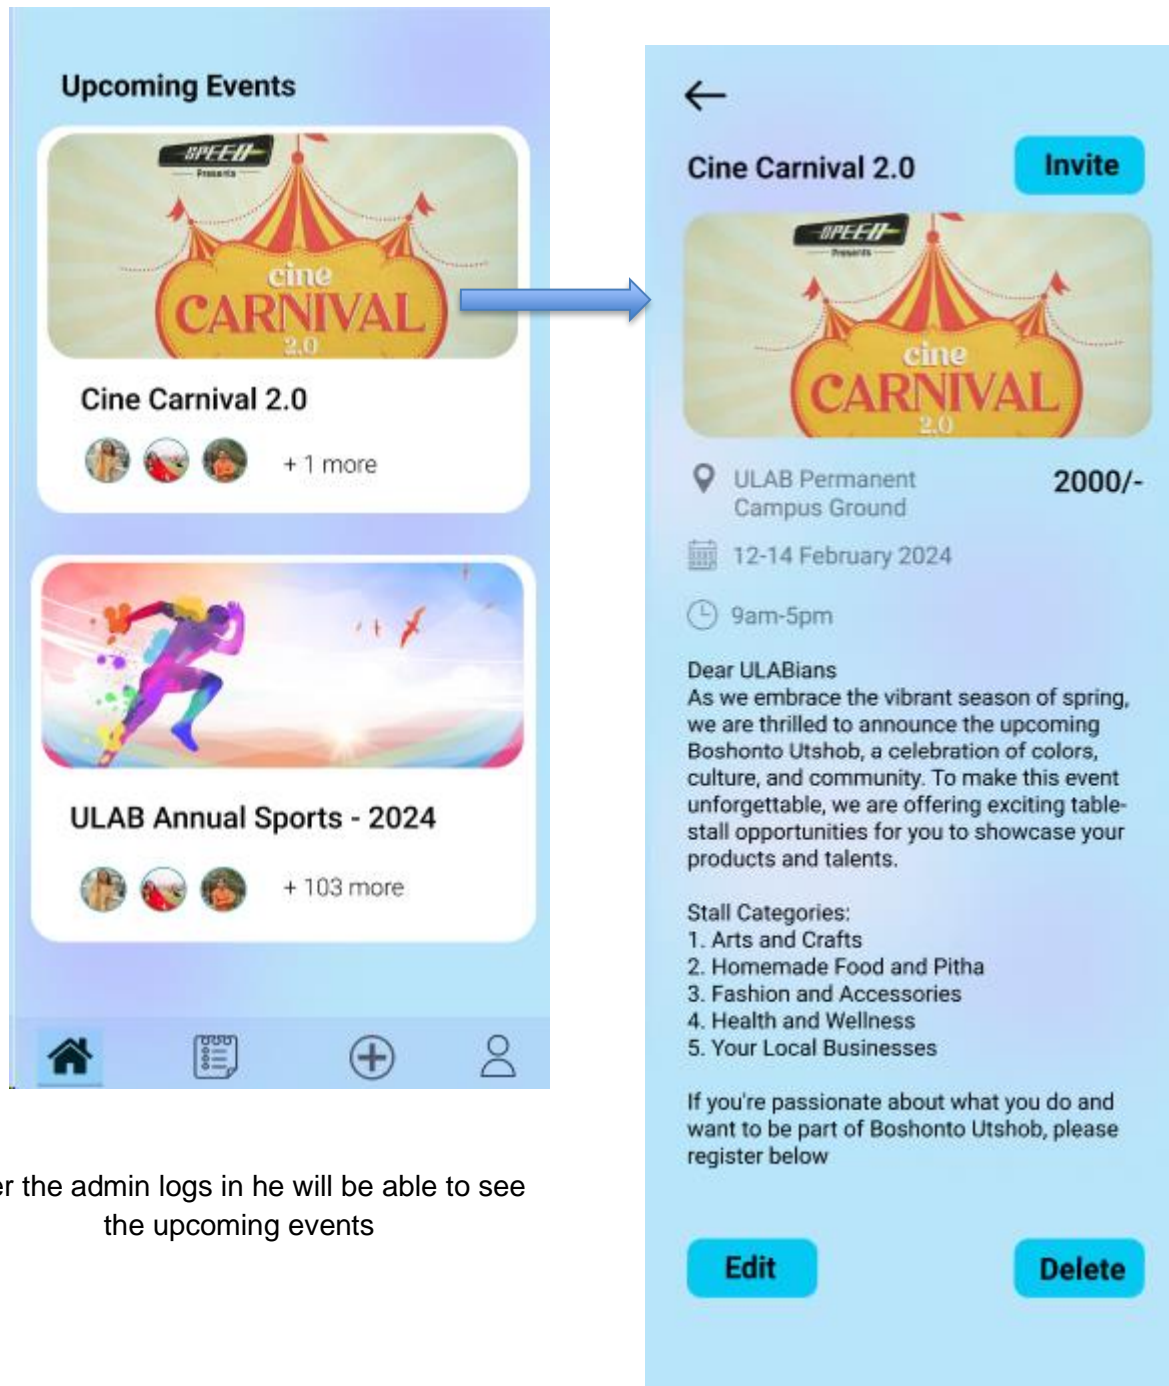 Upcoming Events
SPEED
Presents
cine
CARNIVAL
2.0
Cine Carnival 2.0
+ 1 more
ULAB Annual Sports - 2024
+ 103 more
er the admin logs in he will be able to see
the upcoming events
Cine Carnival 2.0
Invite
SPEED
Presents
cine
CARNIVAL
2.0
ULAB Permanent
Campus Ground
2000/-
12-14 February 2024
9am-5pm
Dear ULABians
As we embrace the vibrant season of spring,
we are thrilled to announce the upcoming
Boshonto Utshob, a celebration of colors,
culture, and community. To make this event
unforgettable, we are offering exciting table-
stall opportunities for you to showcase your
products and talents.
Stall Categories:
1. Arts and Crafts
2. Homemade Food and Pitha
3. Fashion and Accessories
4. Health and Wellness
5. Your Local Businesses
If you're passionate about what you do and
want to be part of Boshonto Utshob, please
register below
Edit
Delete